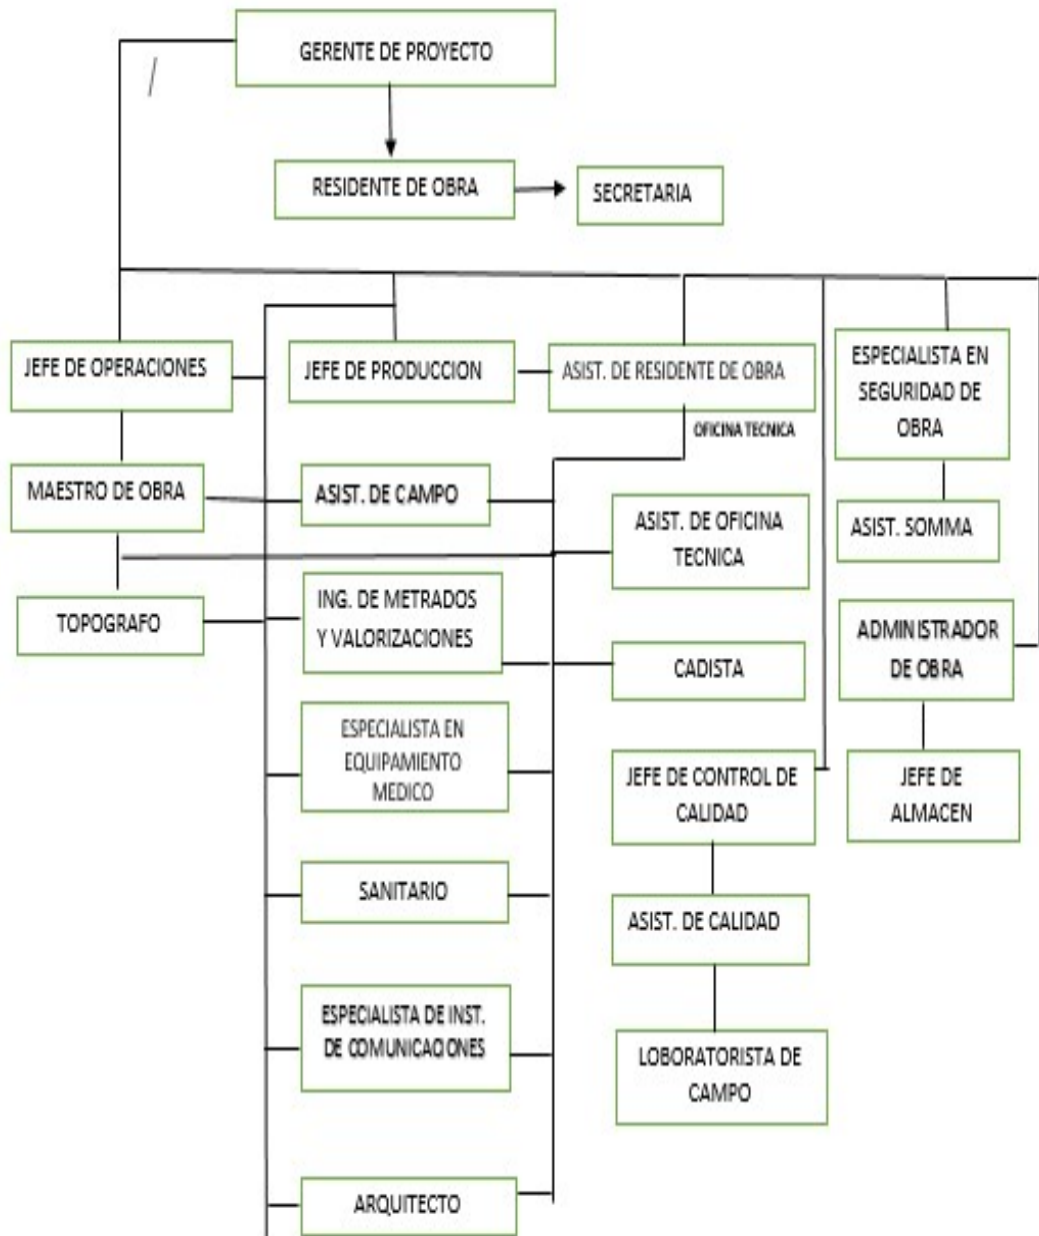 GERENTE DE PROYECTO
RESIDENTE DE OBRA
SECRETARIA
JEFE DE OPERACIONES
JEFE DE PRODUCCION
ASIST. DE RESIDENTE DE OBRA
ESPECIALISTA EN
SEGURIDAD DE
OBRA
OFICINA TECNICA
MAESTRO DE OBRA
ASIST. DE CAMPO
ASIST. DE OFICINA
TECNICA
ASIST. SOMMA
TOPOGRAFO
ING. DE METRADOS
Y VALORIZACIONES
CADISTA
ADMINISTRADOR
DE OBRA
ESPECIALISTA EN
EQUIPAMIENTO
MEDICO
JEFE DE CONTROL DE
CALIDAD
JEFE DE
ALMACEN
SANITARIO
ASIST. DE CALIDAD
ESPECIALISTA DE INST.
DE COMUNICACIONES
LOBORATORISTA DE
CAMPO
ARQUITECTO